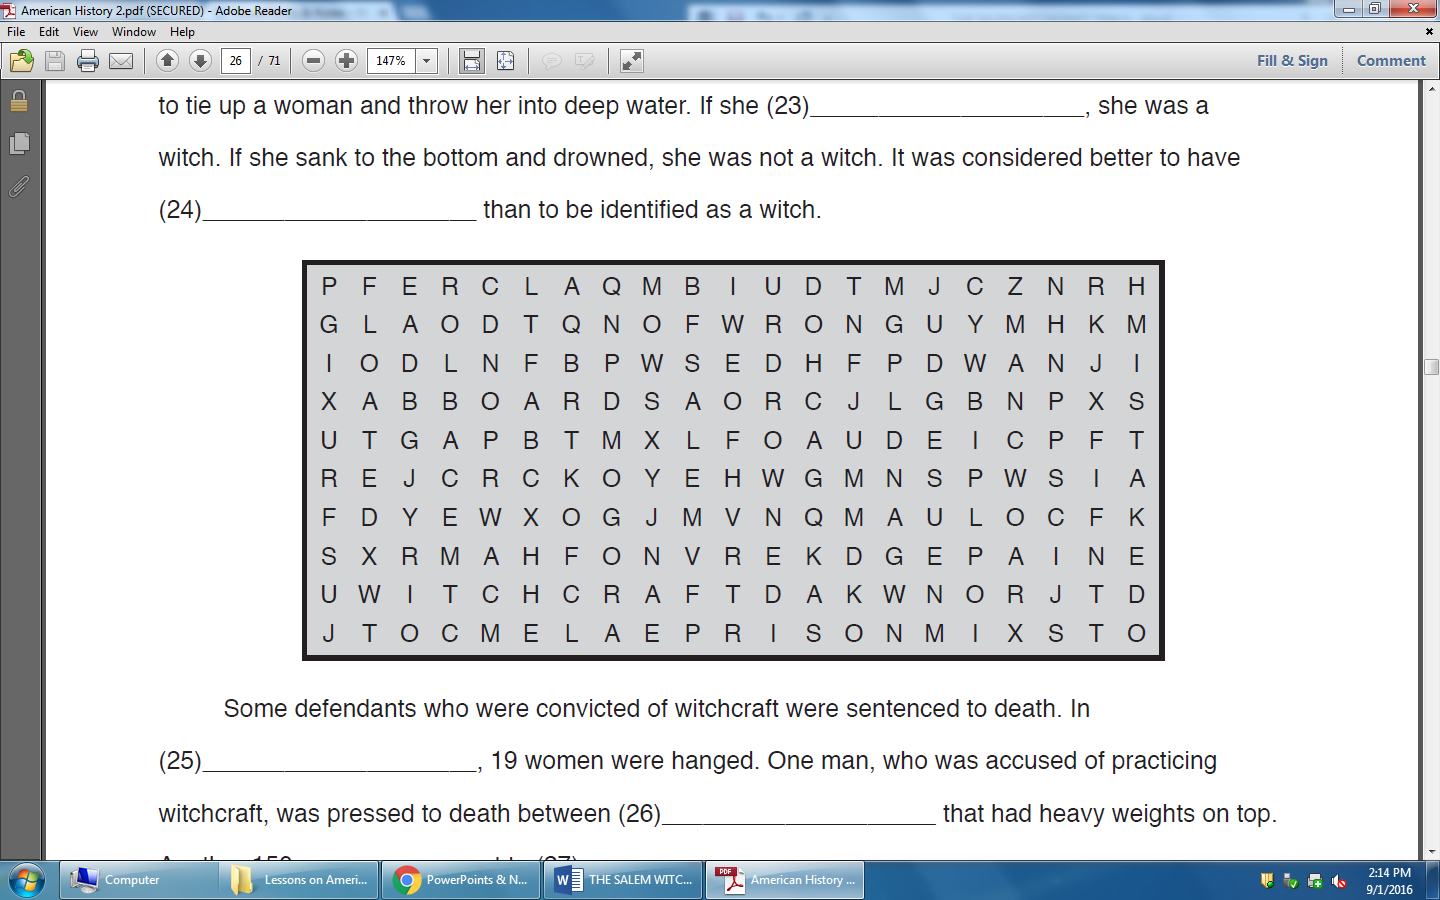 American History 2.pdf (SECURED) - Adobe Reader
File Edit View Window Help
26 / 71 147% Fill & Sign Comment
to tie up a woman and throw her into deep water. If she (23)____________________, she was a
witch. If she sank to the bottom and drowned, she was not a witch. It was considered better to have
(24)____________________ than to be identified as a witch.
P F E R C L A Q M B I U D T M J C Z N R H
G L A O D T Q N O F W R O N G U Y M H K M
I O D L N F B P W S E D H F P D W A N J I
X A B B O A R D S A O R C J L G B N P X S
U T G A P B T M X L F O A U D E I C P F T
R E J C R C K O Y E H W G M N S P W S I A
F D Y E W X O G J M V N Q M A U L O C F K
S X R M A H F O N V R E K D G E P A I N E
U W I T C H C R A F T D A K W N O R J T D
J T O C M E L A E P R I S O N M I X S T O
Some defendants who were convicted of witchcraft were sentenced to death. In
(25)____________________, 19 women were hanged. One man, who was accused of practicing
witchcraft, was pressed to death between (26)____________________ that had heavy weights on top.
Computer Lessons on Ameri... PowerPoints & N... THE SALEM WITC... American History ...
2:14 PM
9/1/2016